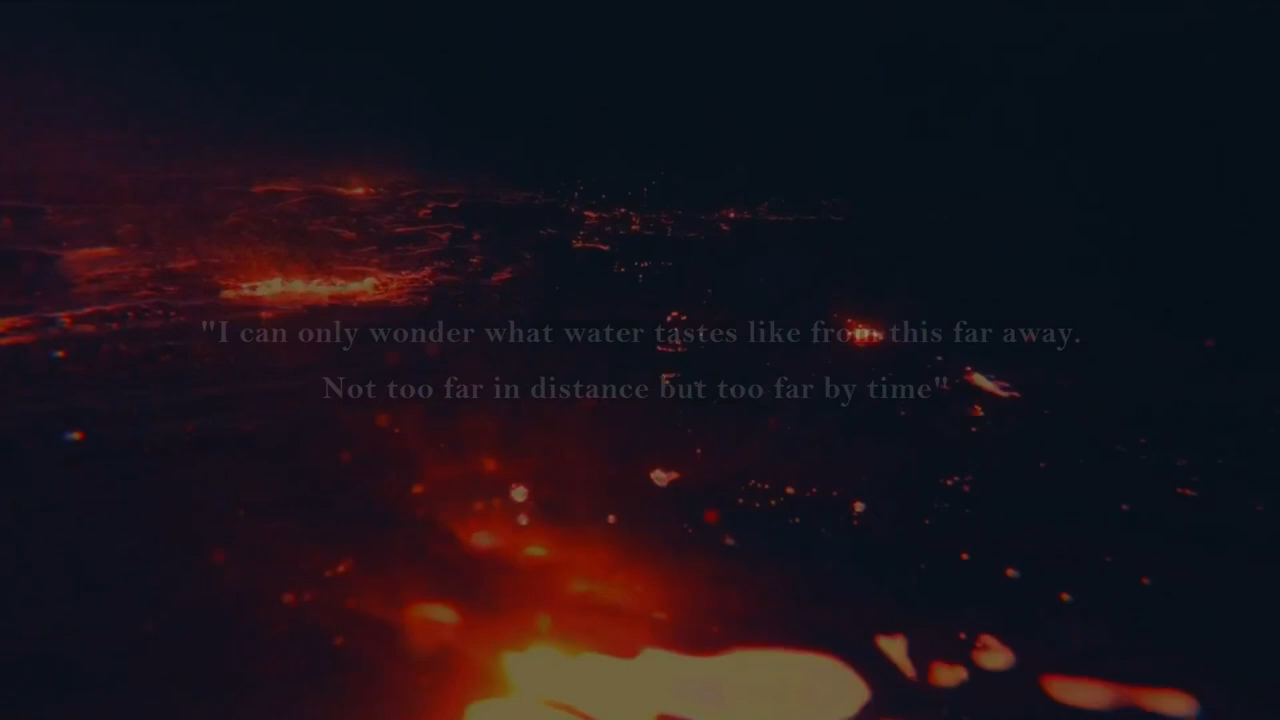 "I can only wonder what water tastes like from this far away.
Not too far in distance but too far by time"